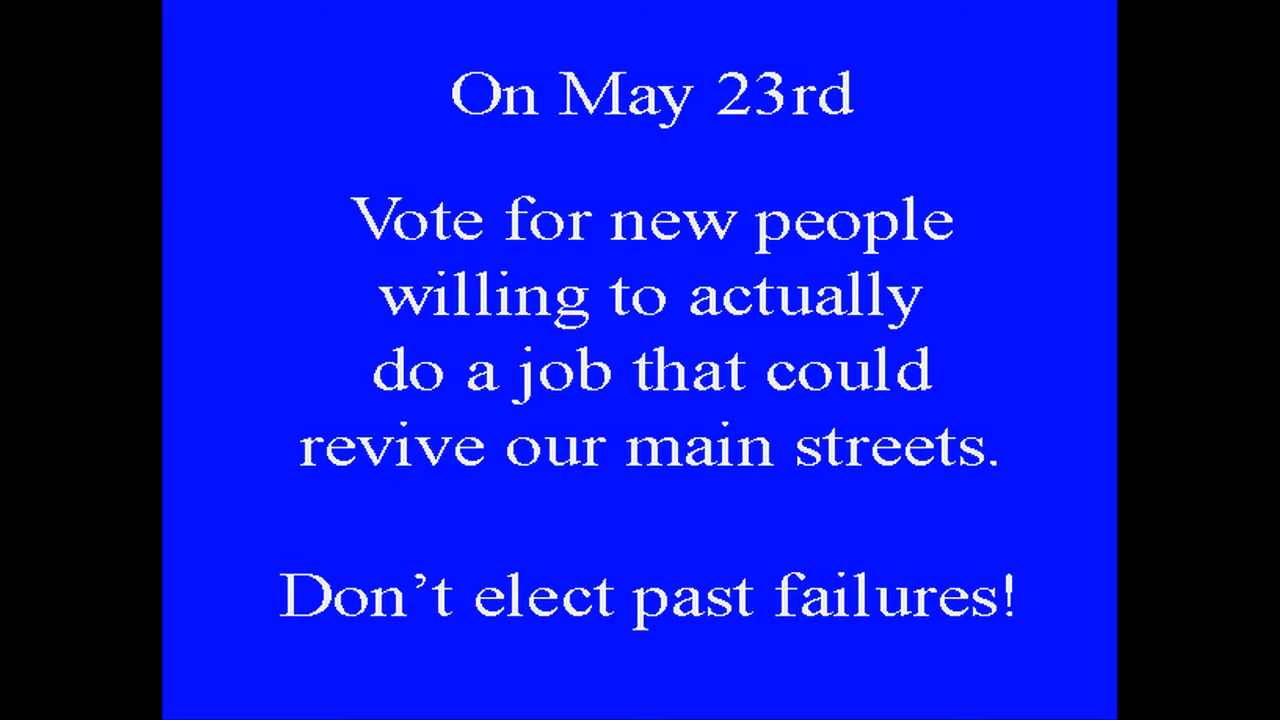 On May 23rd
Vote for new people
willing to actually
do a job that could
revive our main streets.
Don’t elect past failures!